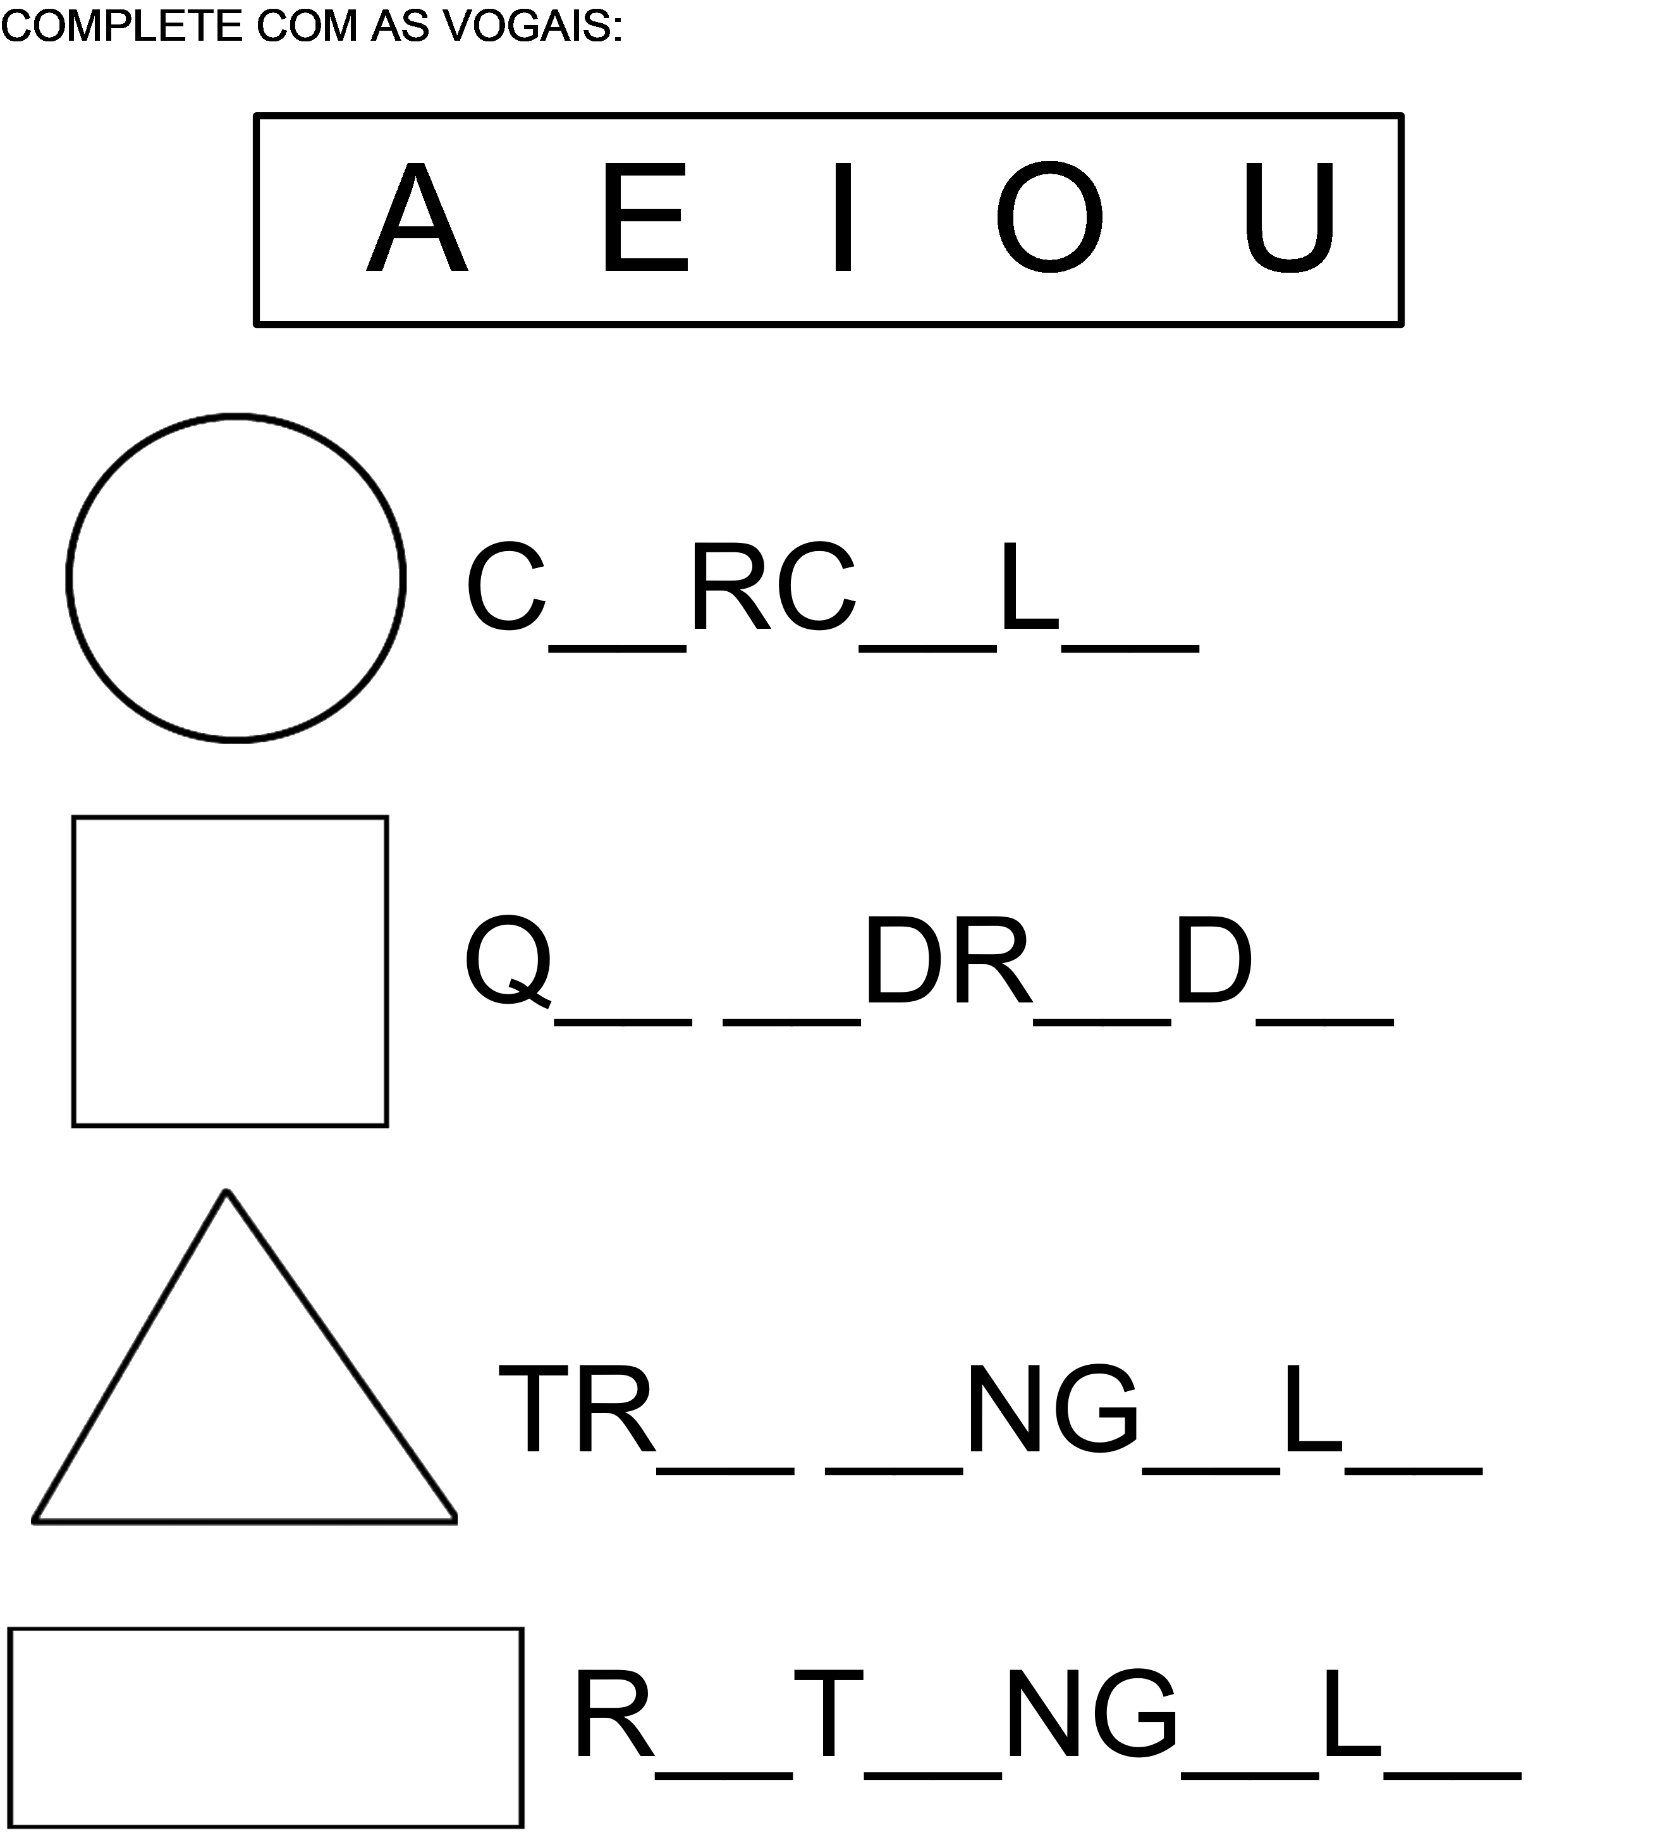 COMPLETE COM AS VOGAIS:
A E I O U
C__RC__L__
Q__ __DR__D__
TR__ __NG__L__
R__T__NG__L__